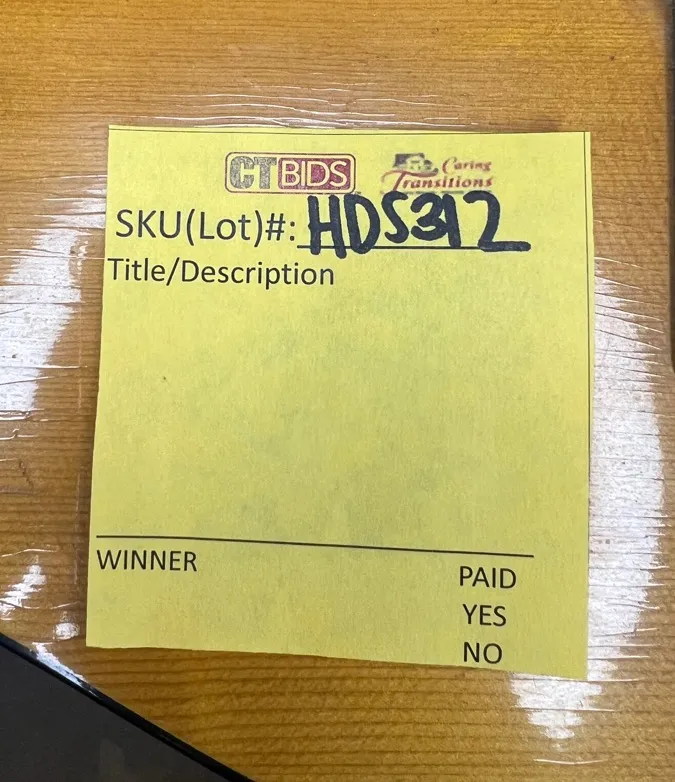 CTBIDS Caring Transitions
SKU(Lot)#: HDS312
Title/Description
WINNER
PAID
YES
NO